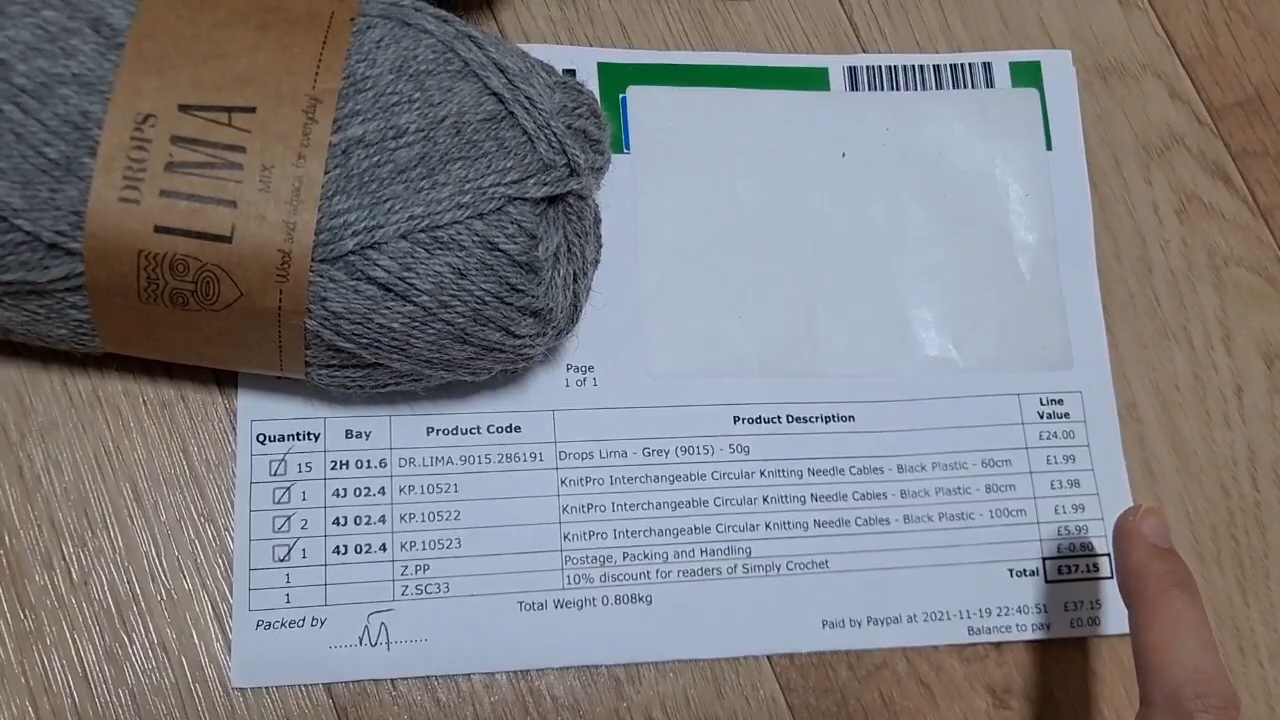 DROPS
LIMA
MIX
Wool and alpaca for everyday!
Page
1 of 1
Quantity Bay Product Code Product Description Line Value
15 2H 01.6 DR.LIMA.9015.286191 Drops Lima - Grey (9015) - 50g £24.00
1 4J 02.4 KP.10521 KnitPro Interchangeable Circular Knitting Needle Cables - Black Plastic - 60cm £1.99
2 4J 02.4 KP.10522 KnitPro Interchangeable Circular Knitting Needle Cables - Black Plastic - 80cm £3.98
1 4J 02.4 KP.10523 KnitPro Interchangeable Circular Knitting Needle Cables - Black Plastic - 100cm £1.99
1 Z.PP Postage, Packing and Handling £5.99
1 Z.SC33 10% discount for readers of Simply Crochet £-0.80
Total £37.15
Total Weight 0.808kg
Packed by
Paid by Paypal at 2021-11-19 22:40:51 £37.15
Balance to pay £0.00